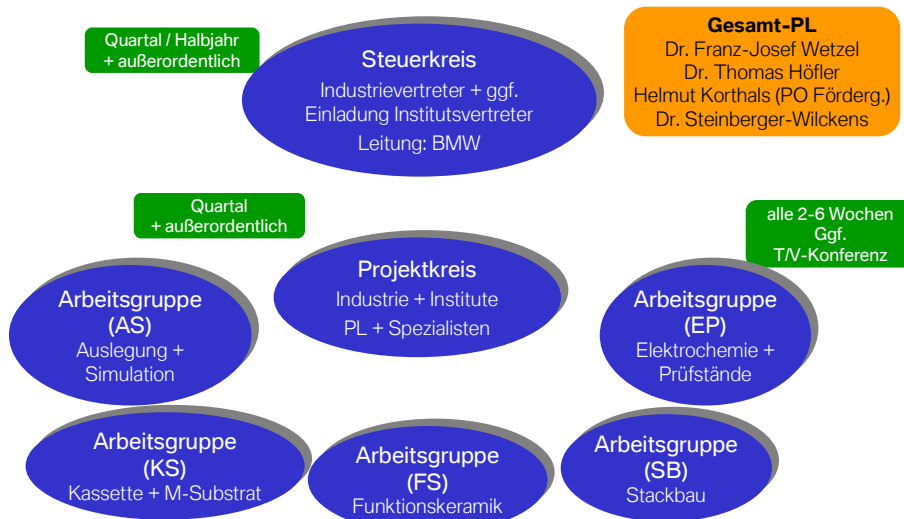 Quartal / Halbjahr
+ außerordentlich
Steuerkreis
Industrievertreter + ggf.
Einladung Institutsvertreter
Leitung: BMW
Gesamt-PL
Dr. Franz-Josef Wetzel
Dr. Thomas Höfler
Helmut Korthals (PO Förderg.)
Dr. Steinberger-Wilckens
Quartal
+ außerordentlich
alle 2-6 Wochen
Ggf.
T/V-Konferenz
Projektkreis
Industrie + Institute
PL + Spezialisten
Arbeitsgruppe
(AS)
Auslegung +
Simulation
Arbeitsgruppe
(EP)
Elektrochemie +
Prüfstände
Arbeitsgruppe
(KS)
Kassette + M-Substrat
Arbeitsgruppe
(FS)
Funktionskeramik
Arbeitsgruppe
(SB)
Stackbau